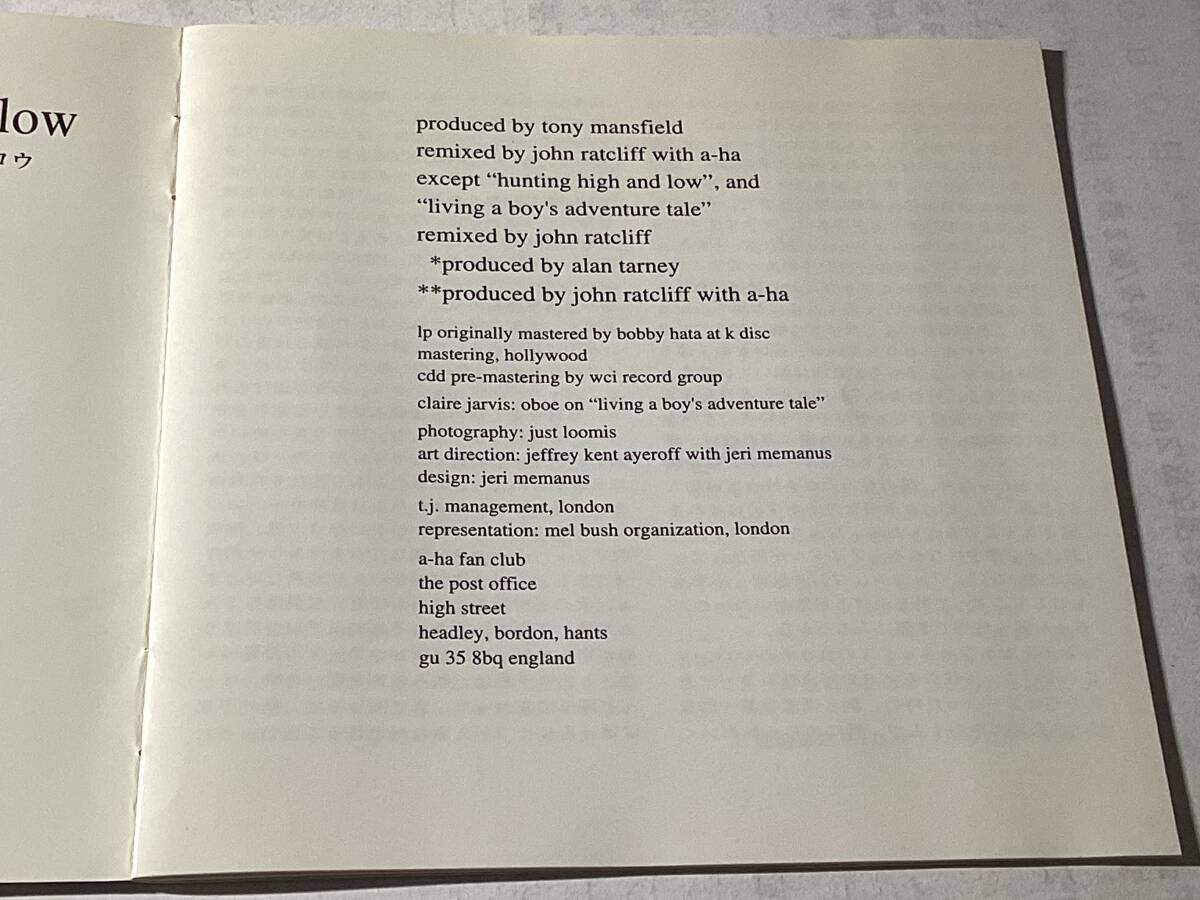 low
ロウ
produced by tony mansfield
remixed by john ratcliff with a-ha
except “hunting high and low”, and
“living a boy's adventure tale”
remixed by john ratcliff
*produced by alan tarney
**produced by john ratcliff with a-ha
lp originally mastered by bobby hata at k disc
mastering, hollywood
cdd pre-mastering by wci record group
claire jarvis: oboe on “living a boy's adventure tale”
photography: just loomis
art direction: jeffrey kent ayeroff with jeri memanus
design: jeri memanus
t.j. management, london
representation: mel bush organization, london
a-ha fan club
the post office
high street
headley, bordon, hants
gu 35 8bq england